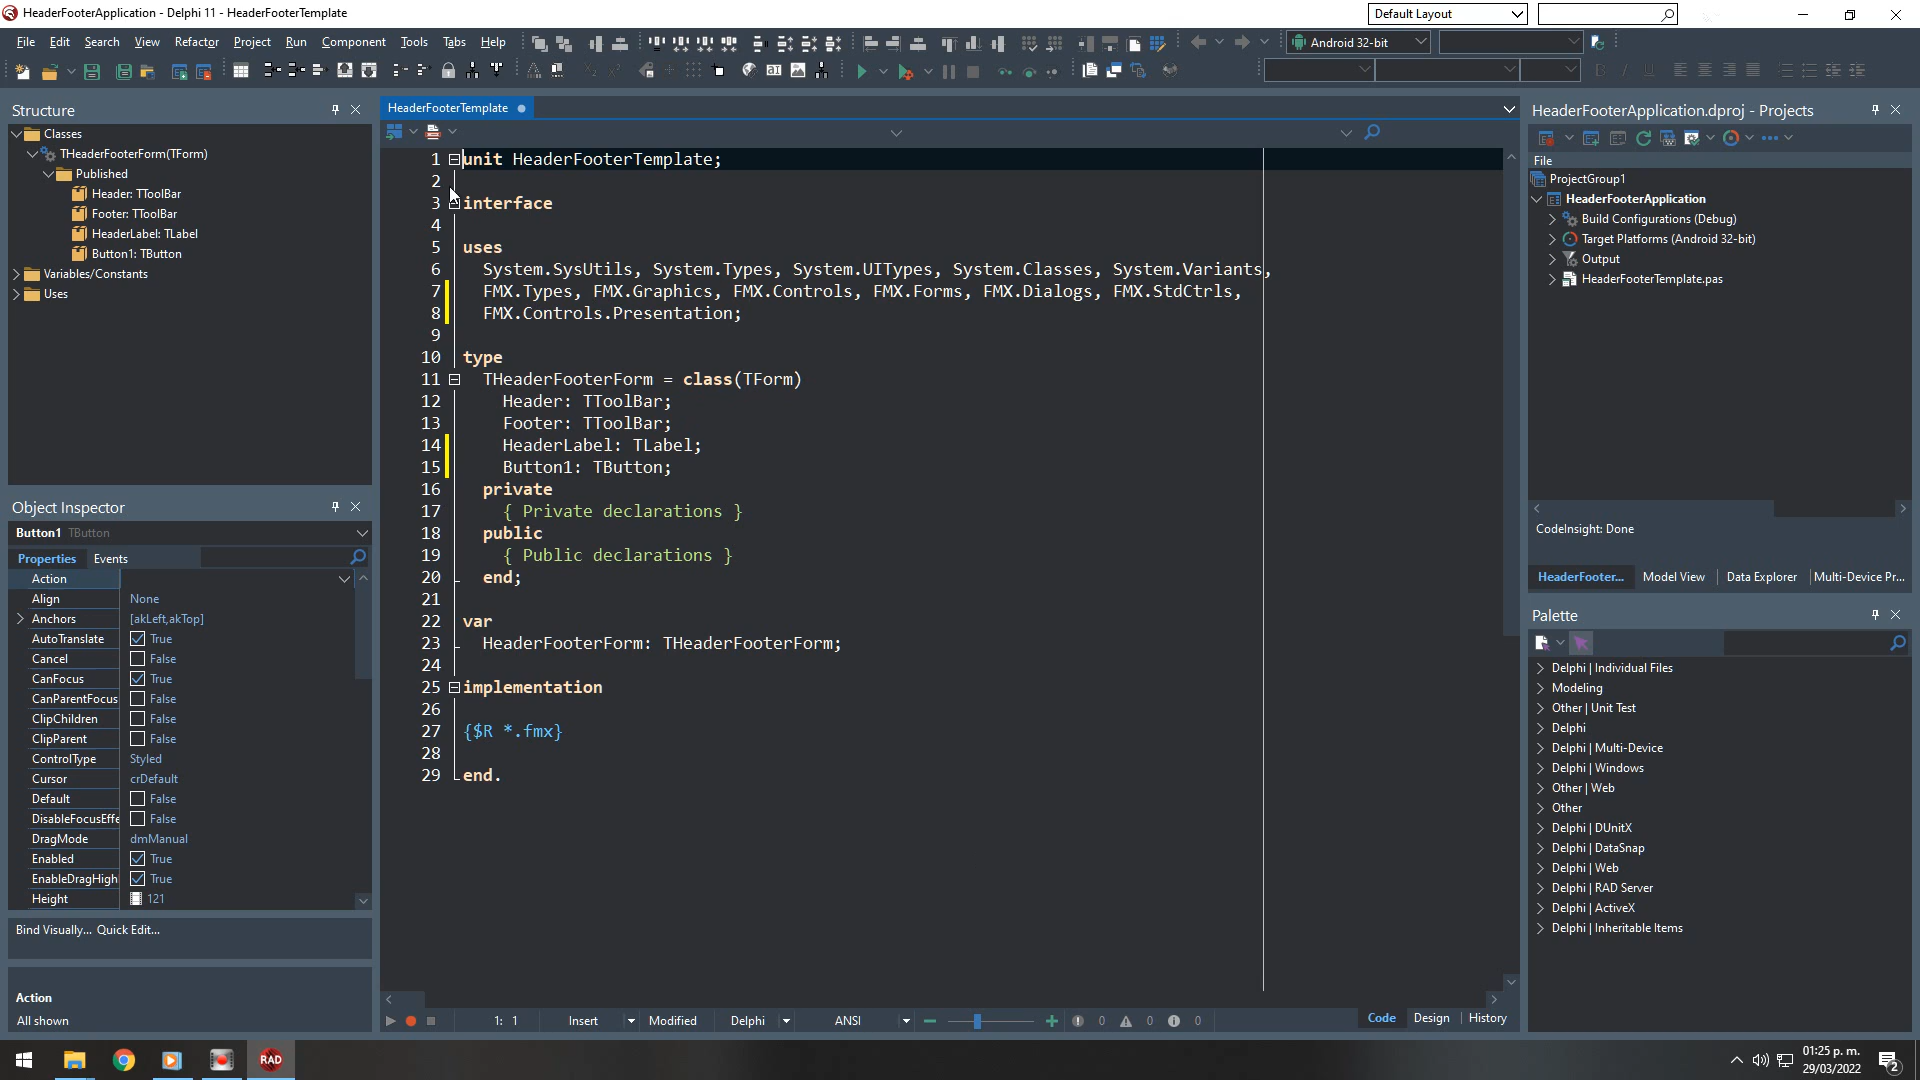 HeaderFooterApplication - Delphi 11 - HeaderFooterTemplate
Default Layout
File Edit Search View Refactor Project Run Component Tools Tabs Help
Android 32-bit
Structure
Classes
THeaderFooterForm(TForm)
Published
Header: TToolBar
Footer: TToolBar
HeaderLabel: TLabel
Button1: TButton
Variables/Constants
Uses
Object Inspector
Button1 TButton
Properties Events
Action
Align None
Anchors [akLeft,akTop]
AutoTranslate True
Cancel False
CanFocus True
CanParentFocus False
ClipChildren False
ClipParent False
ControlType Styled
Cursor crDefault
Default False
DisableFocusEffe False
DragMode dmManual
Enabled True
EnableDragHigh True
Height 121
Bind Visually... Quick Edit...
Action
All shown
HeaderFooterTemplate
1 unit HeaderFooterTemplate;
2
3 interface
4
5 uses
6 System.SysUtils, System.Types, System.UITypes, System.Classes, System.Variants,
7 FMX.Types, FMX.Graphics, FMX.Controls, FMX.Forms, FMX.Dialogs, FMX.StdCtrls,
8 FMX.Controls.Presentation;
9
10 type
11 THeaderFooterForm = class(TForm)
12 Header: TToolBar;
13 Footer: TToolBar;
14 HeaderLabel: TLabel;
15 Button1: TButton;
16 private
17 { Private declarations }
18 public
19 { Public declarations }
20 end;
21
22 var
23 HeaderFooterForm: THeaderFooterForm;
24
25 implementation
26
27 {$R *.fmx}
28
29 end.
1: 1 Insert Modified Delphi ANSI 0 0 0 Code Design History
HeaderFooterApplication.dproj - Projects
File
ProjectGroup1
HeaderFooterApplication
Build Configurations (Debug)
Target Platforms (Android 32-bit)
Output
HeaderFooterTemplate.pas
CodeInsight: Done
HeaderFooter... Model View Data Explorer Multi-Device Pr...
Palette
Delphi | Individual Files
Modeling
Other | Unit Test
Delphi
Delphi | Multi-Device
Delphi | Windows
Other | Web
Other
Delphi | DUnitX
Delphi | DataSnap
Delphi | Web
Delphi | RAD Server
Delphi | ActiveX
Delphi | Inheritable Items
RAD
01:25 p. m.
29/03/2022
2